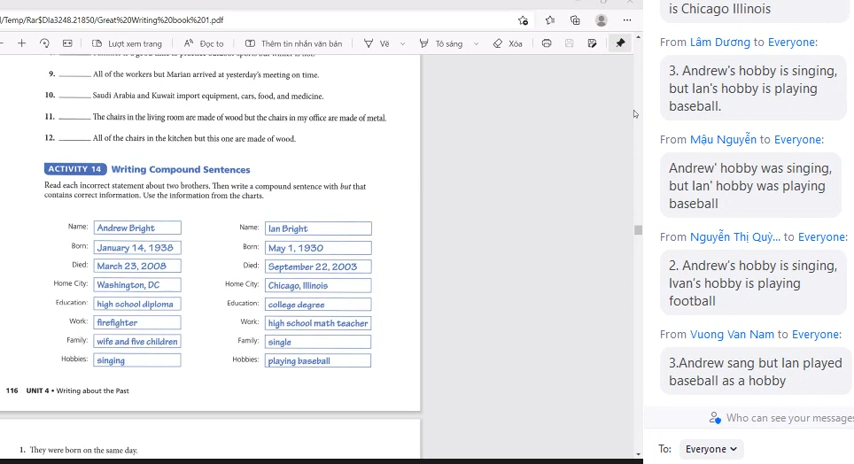 l/Temp/Rar$DIa3248.21850/Great%20Writing%20book%201.pdf
Lượt xem trang
Đọc to
Thêm tin nhắn văn bản
Vẽ
Tô sáng
Xóa
9. All of the workers but Marian arrived at yesterday's meeting on time.
10. Saudi Arabia and Kuwait import equipment, cars, food, and medicine.
11. The chairs in the living room are made of wood but the chairs in my office are made of metal.
12. All of the chairs in the kitchen but this one are made of wood.
ACTIVITY 14 Writing Compound Sentences
Read each incorrect statement about two brothers. Then write a compound sentence with but that
contains correct information. Use the information from the charts.
Name: Andrew Bright
Born: January 14, 1938
Died: March 23, 2008
Home City: Washington, DC
Education: high school diploma
Work: firefighter
Family: wife and five children
Hobbies: singing
Name: Ian Bright
Born: May 1, 1930
Died: September 22, 2003
Home City: Chicago, Illinois
Education: college degree
Work: high school math teacher
Family: single
Hobbies: playing baseball
116 UNIT 4 • Writing about the Past
1. They were born on the same day.
is Chicago Illinois
From Lâm Dương to Everyone:
3. Andrew's hobby is singing,
but Ian's hobby is playing
baseball.
From Mậu Nguyễn to Everyone:
Andrew' hobby was singing,
but Ian' hobby was playing
baseball
From Nguyễn Thị Quỳ... to Everyone:
2. Andrew's hobby is singing,
Ivan's hobby is playing
football
From Vuong Van Nam to Everyone:
3.Andrew sang but Ian played
baseball as a hobby
Who can see your messages
To: Everyone